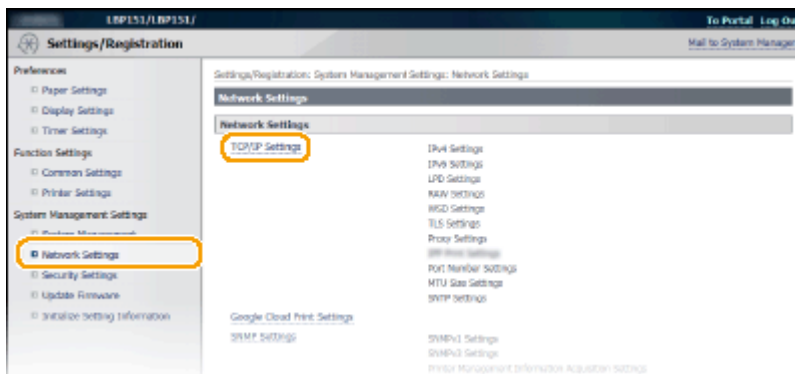 LBP151/LBP151/
To Portal Log Ou
Settings/Registration
Mail to System Manager
Preferences
Paper Settings
Display Settings
Timer Settings
Function Settings
Common Settings
Printer Settings
System Management Settings
System Management
Network Settings
Security Settings
Update Firmware
Initialize Setting Information
Settings/Registration: System Management Settings: Network Settings
Network Settings
Network Settings
TCP/IP Settings
IPv4 Settings
IPv6 Settings
LPD Settings
RAW Settings
WSD Settings
TLS Settings
Proxy Settings
Port Number Settings
MTU Size Settings
SNTP Settings
Google Cloud Print Settings
SNMP Settings
SNMPv1 Settings
SNMPv3 Settings
Printer Management Information Acquisition Settings